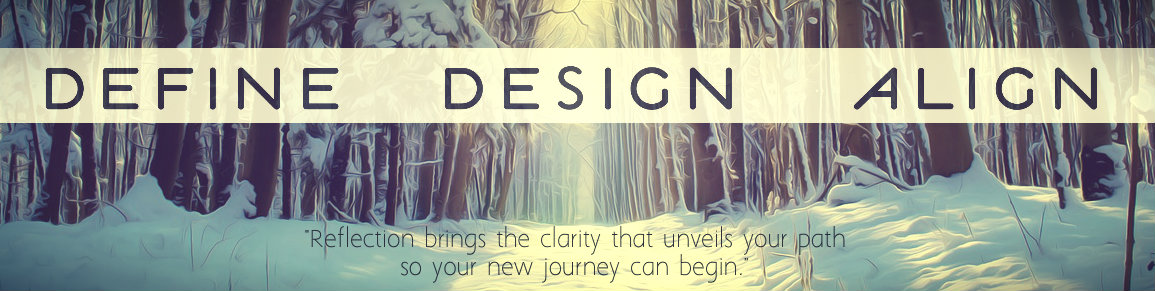 DEFINE DESIGN ALIGN
"Reflection brings the clarity that unveils your path
so your new journey can begin."